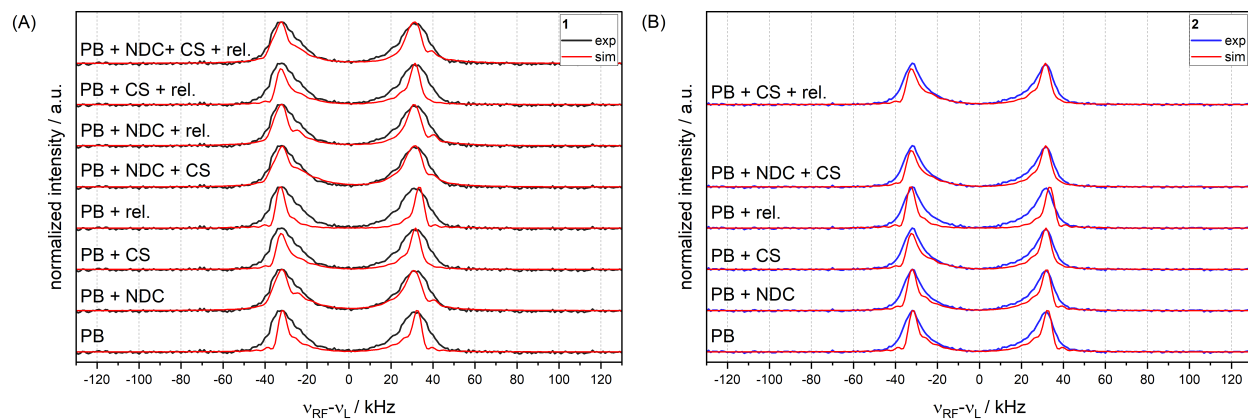 (A)
normalized intensity / a.u.
1
exp
sim
PB + NDC+ CS + rel.
PB + CS + rel.
PB + NDC + rel.
PB + NDC + CS
PB + rel.
PB + CS
PB + NDC
PB
-120 -100 -80 -60 -40 -20 0 20 40 60 80 100 120
νRF-νL / kHz
(B)
normalized intensity / a.u.
2
exp
sim
PB + CS + rel.
PB + NDC + CS
PB + rel.
PB + CS
PB + NDC
PB
-120 -100 -80 -60 -40 -20 0 20 40 60 80 100 120
νRF-νL / kHz